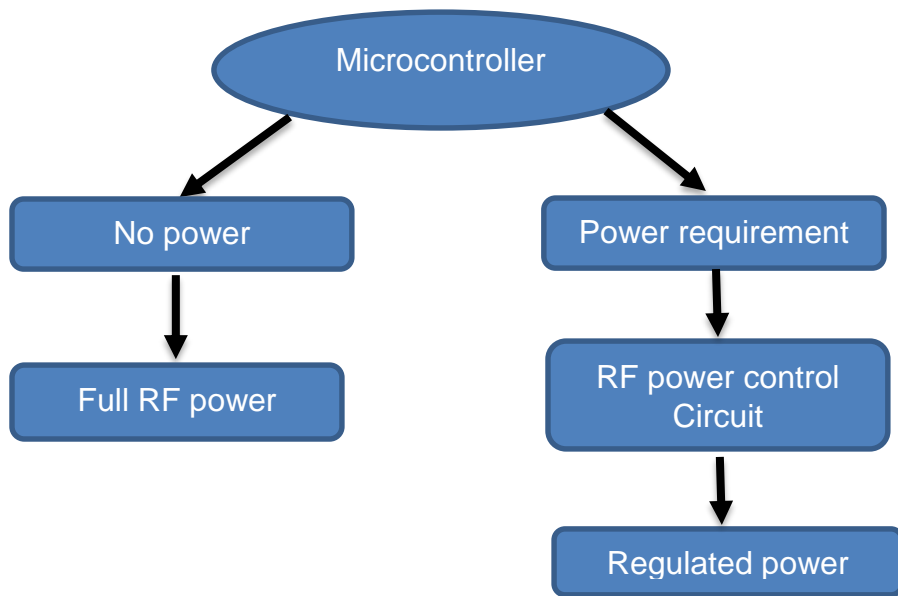 Microcontroller
No power
Power requirement
Full RF power
RF power control
Circuit
Regulated power